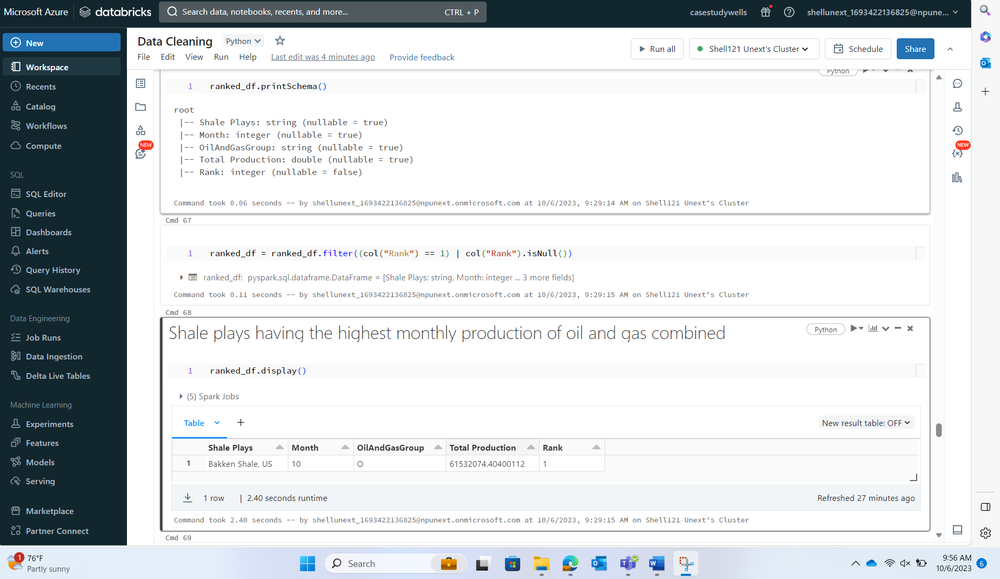 Microsoft Azure databricks Search data, notebooks, recents, and more... CTRL + P casestudywells shellunext_1693422136825@npune...
New
Workspace
Recents
Catalog
Workflows
Compute
SQL
SQL Editor
Queries
Dashboards
Alerts
Query History
SQL Warehouses
Data Engineering
Job Runs
Data Ingestion
Delta Live Tables
Machine Learning
Experiments
Features
Models
Serving
Marketplace
Partner Connect
Data Cleaning Python
File Edit View Run Help Last edit was 4 minutes ago Provide feedback
Run all Shell121 Unext's Cluster Schedule Share
NEW
NEW
Python
1 ranked_df.printSchema()
root
|-- Shale Plays: string (nullable = true)
|-- Month: integer (nullable = true)
|-- OilAndGasGroup: string (nullable = true)
|-- Total Production: double (nullable = true)
|-- Rank: integer (nullable = false)
Command took 0.06 seconds -- by shellunext_1693422136825@npunext.onmicrosoft.com at 10/6/2023, 9:29:14 AM on Shell121 Unext's Cluster
Cmd 67
1 ranked_df = ranked_df.filter((col("Rank") == 1) | col("Rank").isNull())
ranked_df: pyspark.sql.dataframe.DataFrame = [Shale Plays: string, Month: integer ... 3 more fields]
Command took 0.11 seconds -- by shellunext_1693422136825@npunext.onmicrosoft.com at 10/6/2023, 9:29:15 AM on Shell121 Unext's Cluster
Cmd 68
Shale plays having the highest monthly production of oil and gas combined
Python
1 ranked_df.display()
(5) Spark Jobs
Table + New result table: OFF
Shale Plays Month OilAndGasGroup Total Production Rank
1 Bakken Shale, US 10 O 61532074.40400112 1
1 row | 2.40 seconds runtime Refreshed 27 minutes ago
Command took 2.40 seconds -- by shellunext_1693422136825@npunext.onmicrosoft.com at 10/6/2023, 9:29:15 AM on Shell121 Unext's Cluster
Cmd 69
1 76°F
Partly sunny
Search
9:56 AM
10/6/2023
6